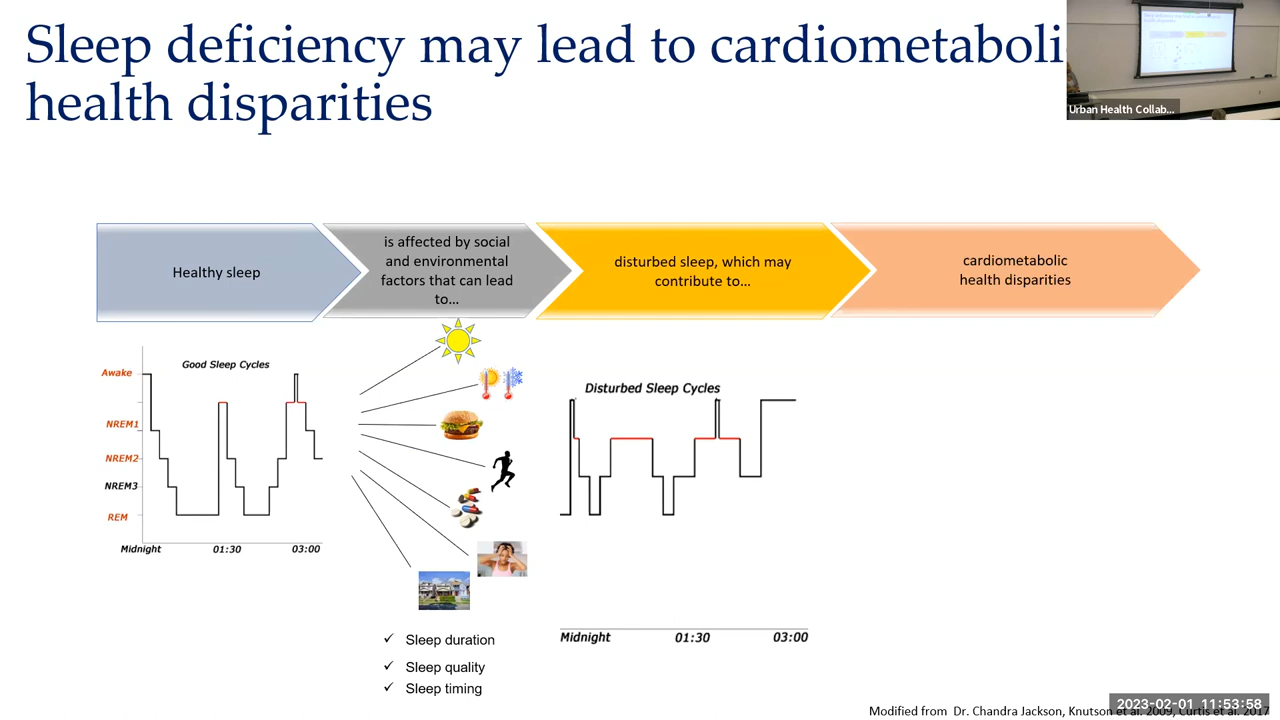 Sleep deficiency may lead to cardiometaboli
health disparities
Urban Health Collab...
Healthy sleep
is affected by social
and environmental
factors that can lead
to...
disturbed sleep, which may
contribute to...
cardiometabolic
health disparities
Good Sleep Cycles
Awake
NREM1
NREM2
NREM3
REM
Midnight 01:30 03:00
Disturbed Sleep Cycles
Midnight 01:30 03:00
✓ Sleep duration
✓ Sleep quality
✓ Sleep timing
2023-02-01 11:53:58
Modified from Dr. Chandra Jackson, Knutson et al. 2009, Curtis et al. 2017